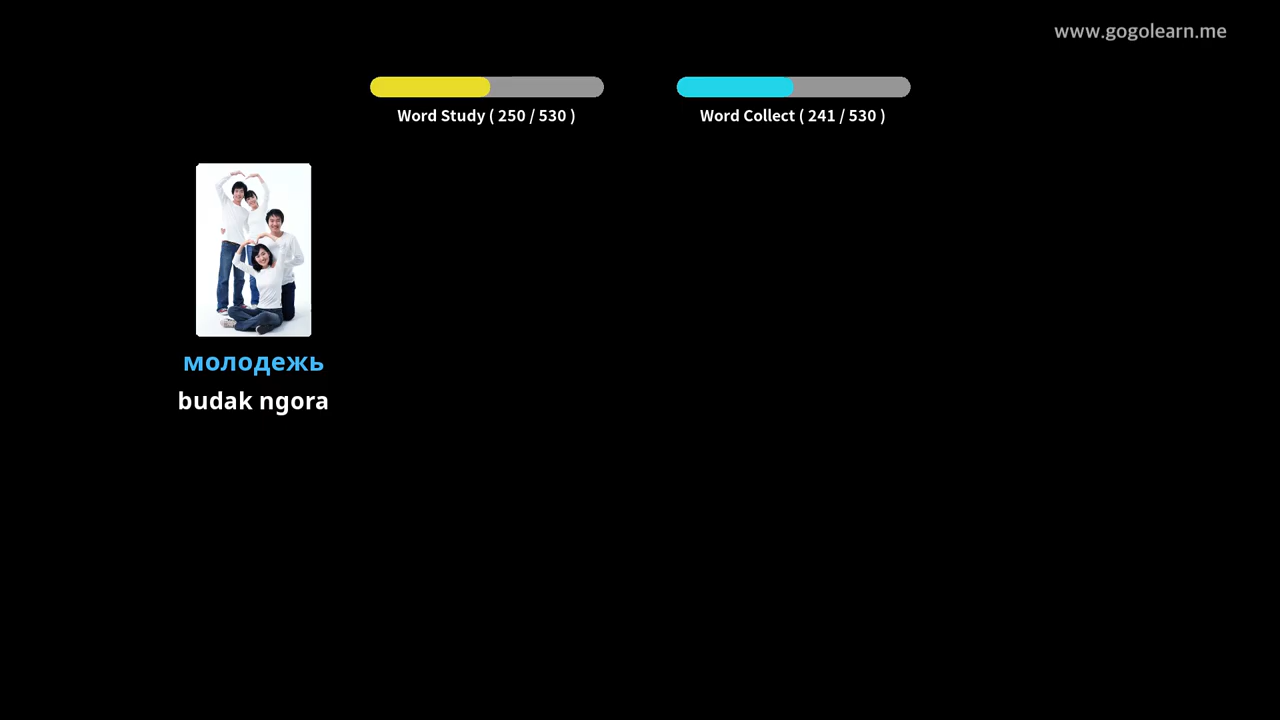 www.gogolearn.me
Word Study ( 250 / 530 )
Word Collect ( 241 / 530 )
молодежь
budak ngora